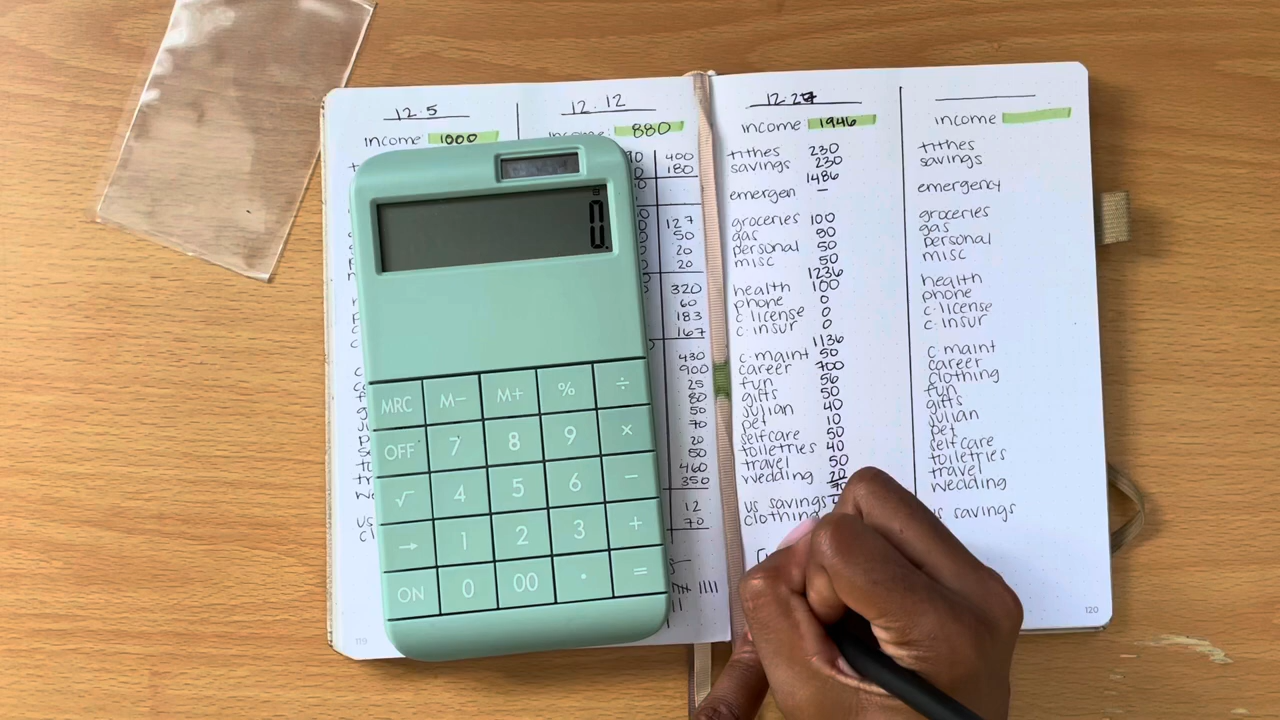 12.5
income 1000
12.12
income: 880
400
180
127
50
20
20
320
60
183
167
430
900
25
80
50
70
20
50
460
350
12
70
us
119
0.
MRC M− M+ % ÷
OFF 7 8 9 ×
√ 4 5 6 −
→ 1 2 3 +
ON 0 00 · =
12.27
income 1946
tithes 230
savings 230
1486
emergen –
groceries 100
gas 80
personal 50
misc 50
1236
health 100
phone 0
c.license 0
c.insur 0
1136
c.maint 50
career 700
fun 56
gifts 50
julian 40
pet 10
selfcare 50
toiletries 40
travel 50
wedding 20
us savings
clothing
income
tithes
savings
emergency
groceries
gas
personal
misc
health
phone
c.license
c.insur
c.maint
career
clothing
fun
gifts
julian
pet
selfcare
toiletries
travel
wedding
us savings
120